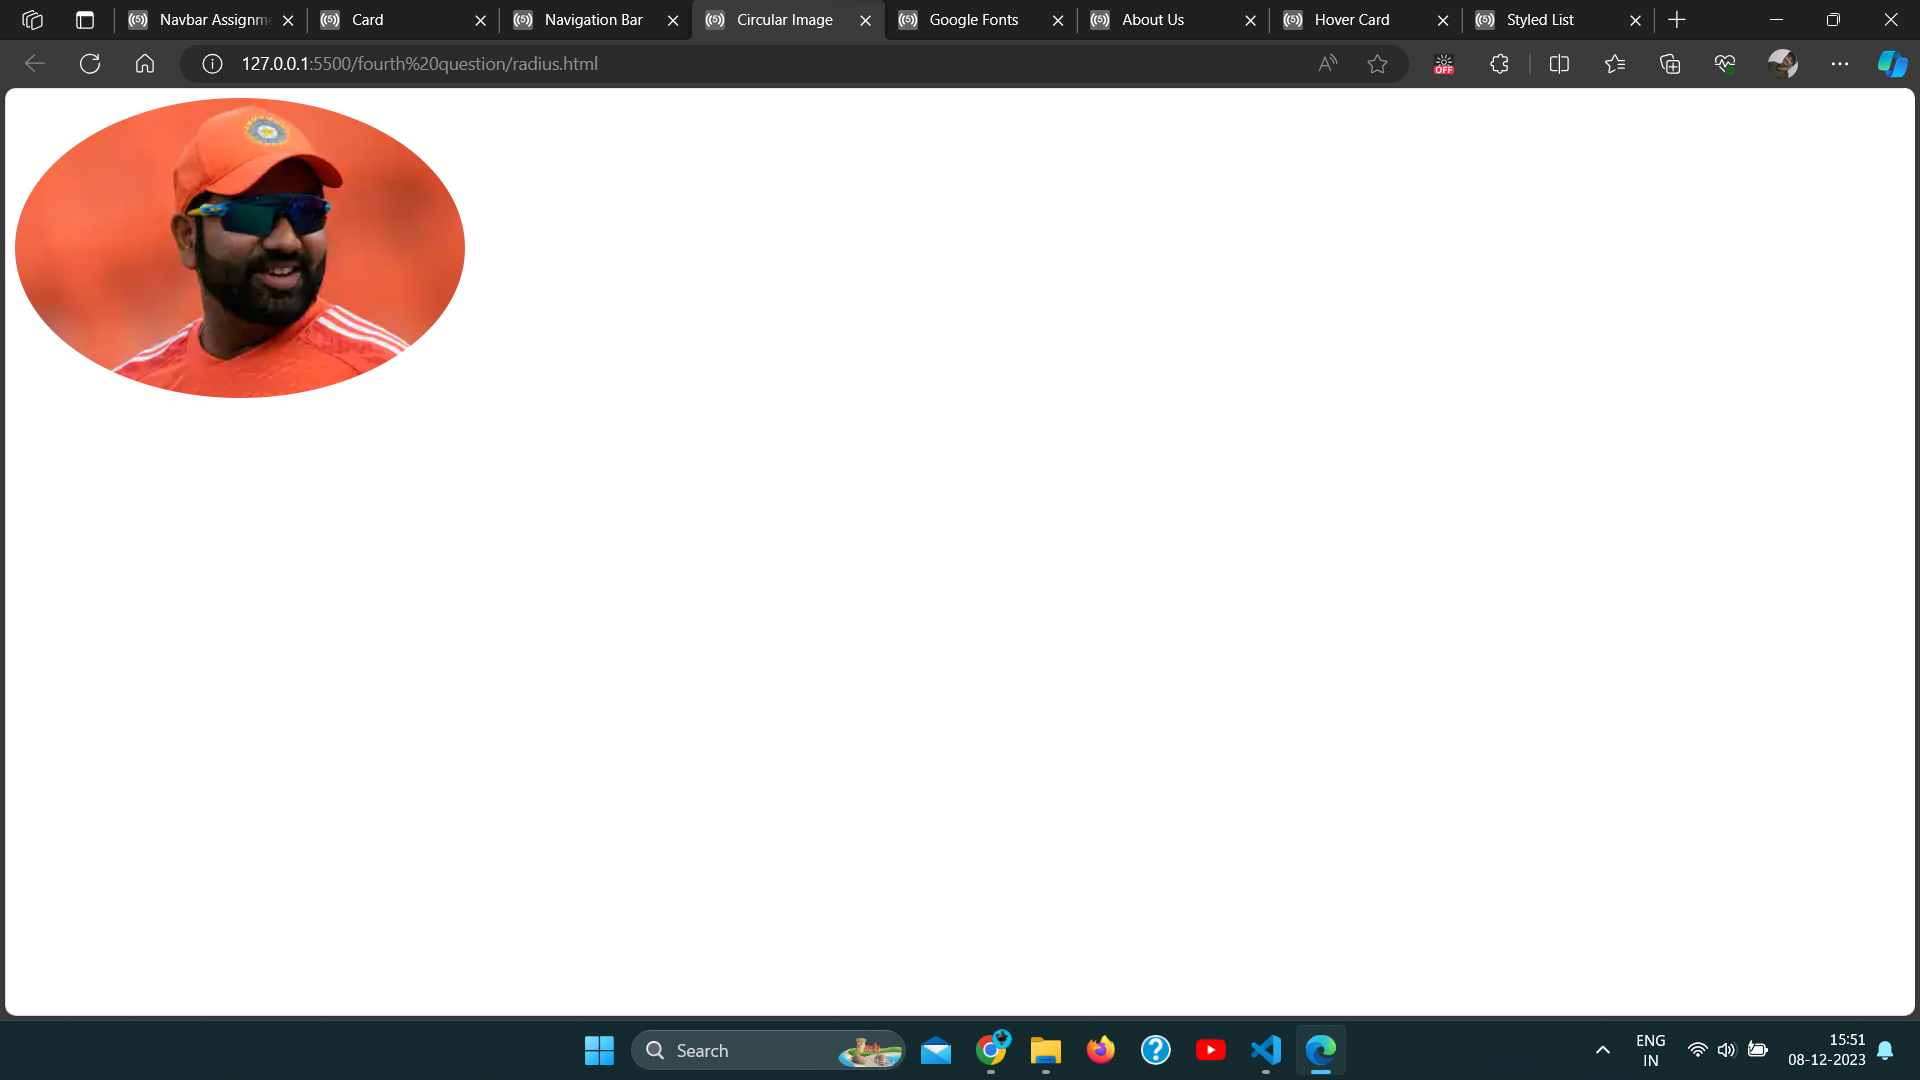 Navbar Assignme
Card
Navigation Bar
Circular Image
Google Fonts
About Us
Hover Card
Styled List
127.0.0.1:5500/fourth%20question/radius.html
OFF
Search
ENG
IN
15:51
08-12-2023